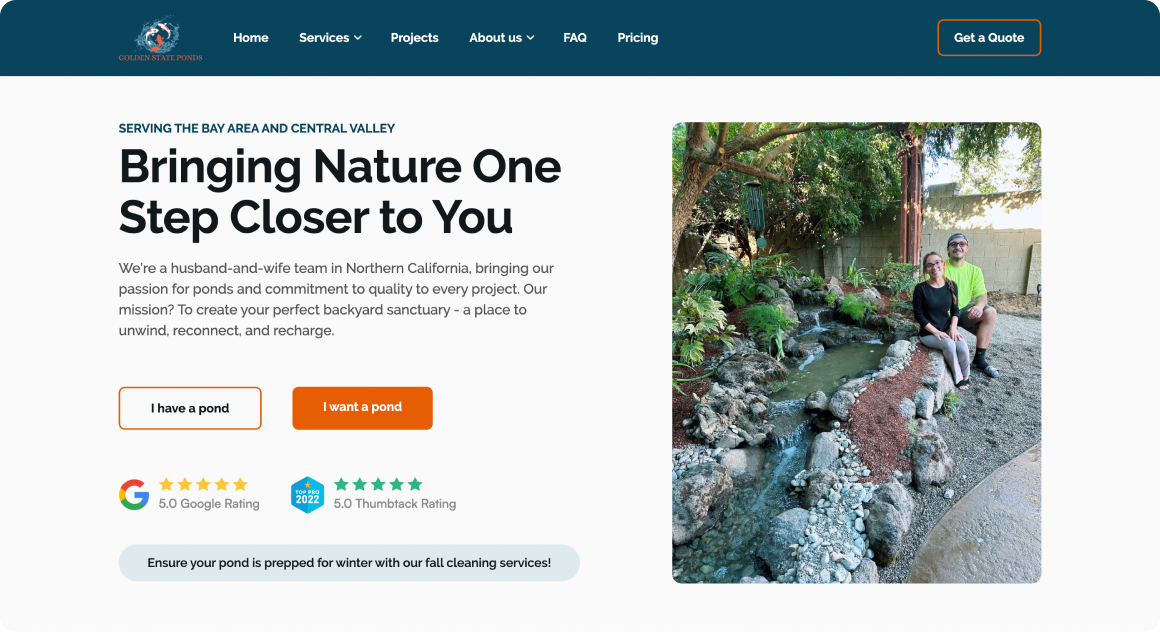 GOLDEN STATE PONDS
Home
Services
Projects
About us
FAQ
Pricing
Get a Quote
SERVING THE BAY AREA AND CENTRAL VALLEY
Bringing Nature One
Step Closer to You
We're a husband-and-wife team in Northern California, bringing our
passion for ponds and commitment to quality to every project. Our
mission? To create your perfect backyard sanctuary - a place to
unwind, reconnect, and recharge.
I have a pond
I want a pond
5.0 Google Rating
TOP PRO
2022
5.0 Thumbtack Rating
Ensure your pond is prepped for winter with our fall cleaning services!